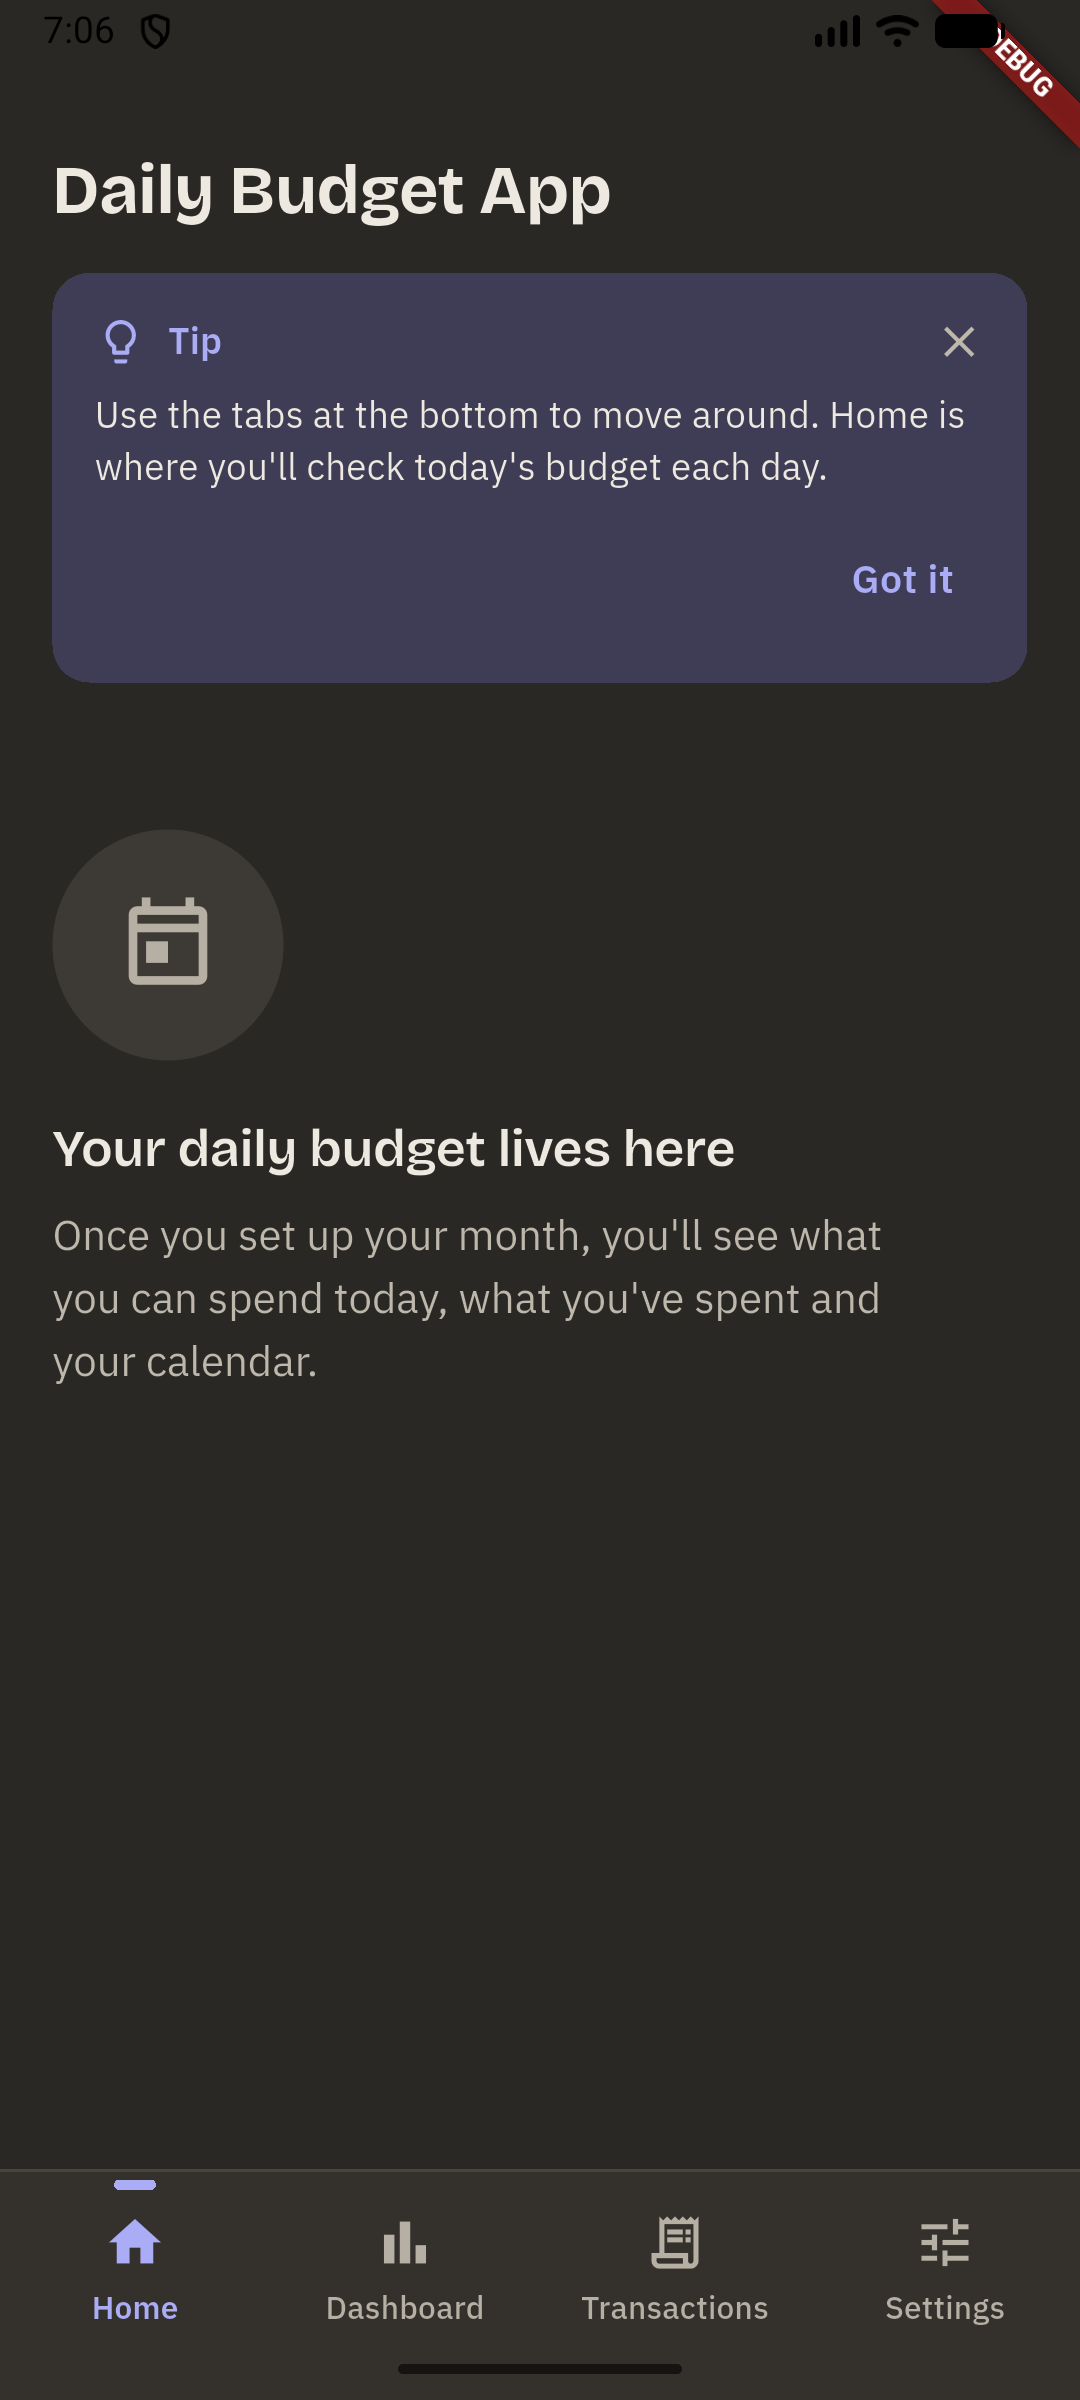 7:06
EBUG
Daily Budget App
Tip
Use the tabs at the bottom to move around. Home is
where you'll check today's budget each day.
Got it
Your daily budget lives here
Once you set up your month, you'll see what
you can spend today, what you've spent and
your calendar.
Home
Dashboard
Transactions
Settings